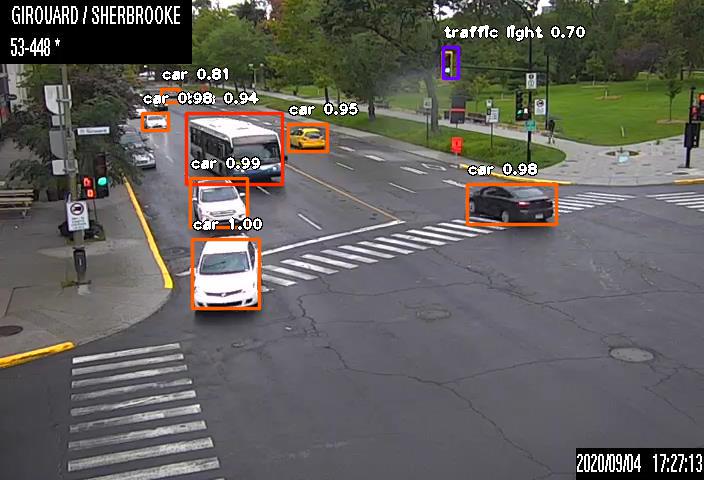 GIROUARD / SHERBROOKE
53-448 *
traffic light 0.70
car 0.81
car 0.98
0.94
car 0.95
car 0.99
car 0.98
car 1.00
2020/09/04 17:27:13